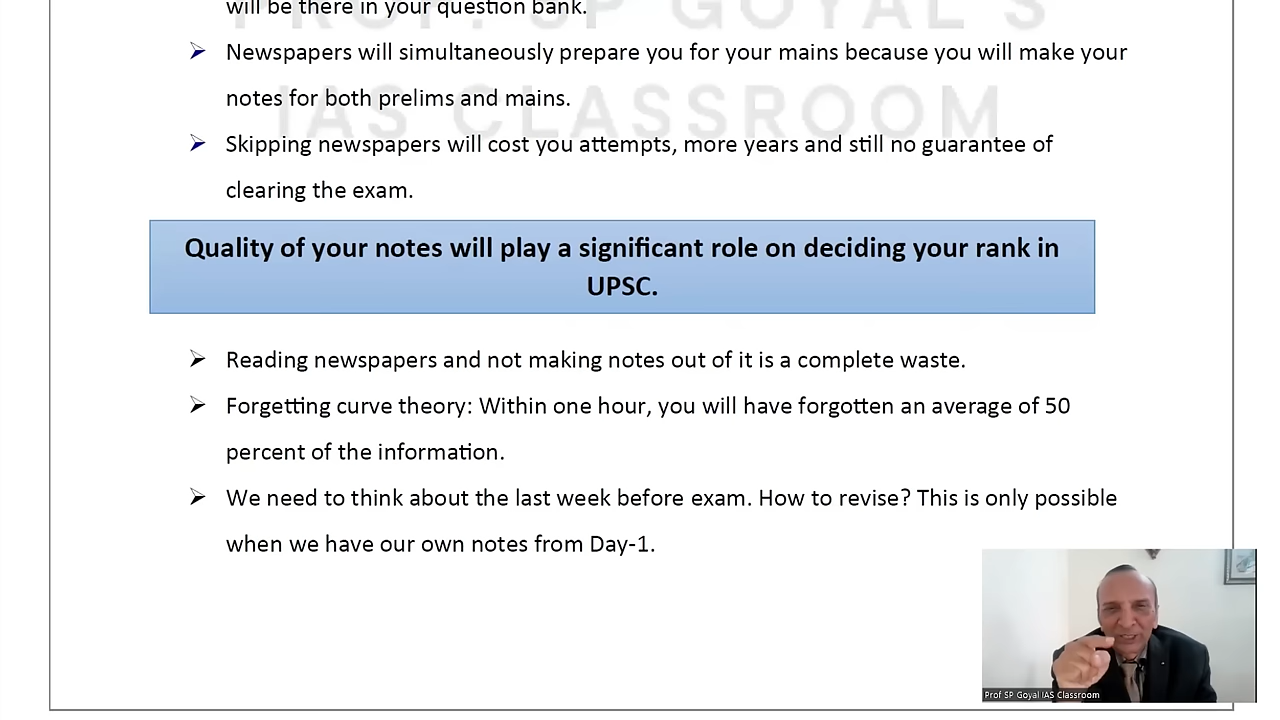 will be there in your question bank.
PROF. SP GOYAL'S
➢ Newspapers will simultaneously prepare you for your mains because you will make your
notes for both prelims and mains.
IAS CLASSROOM
➢ Skipping newspapers will cost you attempts, more years and still no guarantee of
clearing the exam.
Quality of your notes will play a significant role on deciding your rank in
UPSC.
➢ Reading newspapers and not making notes out of it is a complete waste.
➢ Forgetting curve theory: Within one hour, you will have forgotten an average of 50
percent of the information.
➢ We need to think about the last week before exam. How to revise? This is only possible
when we have our own notes from Day-1.
Prof SP Goyal IAS Classroom